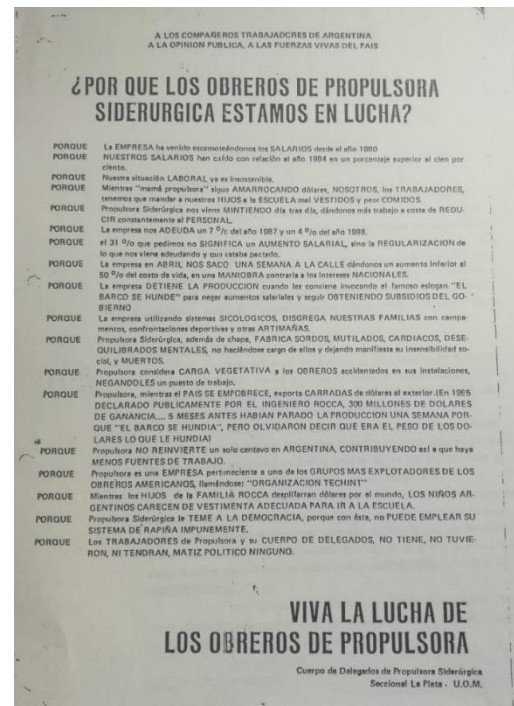 A LOS COMPAÑEROS TRABAJADORES DE ARGENTINA
A LA OPINION PUBLICA, A LAS FUERZAS VIVAS DEL PAIS
¿POR QUE LOS OBREROS DE PROPULSORA
SIDERURGICA ESTAMOS EN LUCHA?
PORQUE La EMPRESA ha venido escamoteándonos los SALARIOS desde el año 1980
PORQUE NUESTROS SALARIOS han caído con relación al año 1984 en un porcentaje superior al cien por
ciento.
PORQUE Nuestra situación LABORAL ya es insostenible.
PORQUE Mientras "mamá propulsora" sigue AMARROCANDO dólares, NOSOTROS, los TRABAJADORES,
tenemos que mandar a nuestros HIJOS a la ESCUELA mal VESTIDOS y peor COMIDOS.
PORQUE Propulsora Siderúrgica nos viene MINTIENDO día tras día, dándonos más trabajo a costa de REDU-
CIR constantemente al PERSONAL.
PORQUE La empresa nos ADEUDA un 7 º/o del año 1987 y un 4 º/o del año 1988.
PORQUE el 31 º/o que pedimos no SIGNIFICA un AUMENTO SALARIAL, sino la REGULARIZACION de
lo que nos viene adeudando y que estaba pactado.
PORQUE La empresa en ABRIL NOS SACO UNA SEMANA A LA CALLE dándonos un aumento inferior al
50 º/o del costo de vida, en una MANIOBRA contraria a los intereses NACIONALES.
PORQUE La empresa DETIENE LA PRODUCCION cuando les conviene invocando el famoso eslogan "EL
BARCO SE HUNDE" para negar aumentos salariales y seguir OBTENIENDO SUBSIDIOS DEL GO-
BIERNO
PORQUE La empresa utilizando sistemas SICOLOGICOS, DISGREGA NUESTRAS FAMILIAS con campa-
mentos, confrontaciones deportivas y otras ARTIMAÑAS.
PORQUE Propulsora Siderúrgica, además de chapa, FABRICA SORDOS, MUTILADOS, CARDIACOS, DESE-
QUILIBRADOS MENTALES, no haciéndose cargo de ellos y dejando manifiesta su insensibilidad so-
cial, y MUERTOS.
PORQUE Propulsora considera CARGA VEGETATIVA a los OBREROS accidentados en sus instalaciones,
NEGANDOLES un puesto de trabajo.
PORQUE Propulsora, mientras el PAIS SE EMPOBRECE, exporta CARRADAS de dólares al exterior.(En 1985
DECLARADO PUBLICAMENTE POR EL INGENIERO ROCCA, 300 MILLONES DE DOLARES
DE GANANCIA.... 5 MESES ANTES HABIAN PARADO LA PRODUCCION UNA SEMANA POR-
QUE "EL BARCO SE HUNDIA", PERO OLVIDARON DECIR QUE ERA EL PESO DE LOS DO-
LARES LO QUE LE HUNDIA)
PORQUE Propulsora NO REINVIERTE un solo centavo en ARGENTINA, CONTRIBUYENDO así a que haya
MENOS FUENTES DE TRABAJO.
PORQUE Propulsora es una EMPRESA perteneciente a uno de los GRUPOS MAS EXPLOTADORES DE LOS
OBREROS AMERICANOS, llamándose: "ORGANIZACION TECHINT"
PORQUE Mientras los HIJOS de la FAMILIA ROCCA despilfarran dólares por el mundo, LOS NIÑOS AR-
GENTINOS CARECEN DE VESTIMENTA ADECUADA PARA IR A LA ESCUELA.
PORQUE Propulsora Siderúrgica le TEME A LA DEMOCRACIA, porque con ésta, no PUEDE EMPLEAR SU
SISTEMA DE RAPIÑA IMPUNEMENTE.
PORQUE Los TRABAJADORES de Propulsora y su CUERPO DE DELEGADOS, NO TIENE, NO TUVIE-
RON, NI TENDRAN, MATIZ POLITICO NINGUNO.
VIVA LA LUCHA DE
LOS OBREROS DE PROPULSORA
Cuerpo de Delegados de Propulsora Siderúrgica
Seccional La Plata - U.O.M.